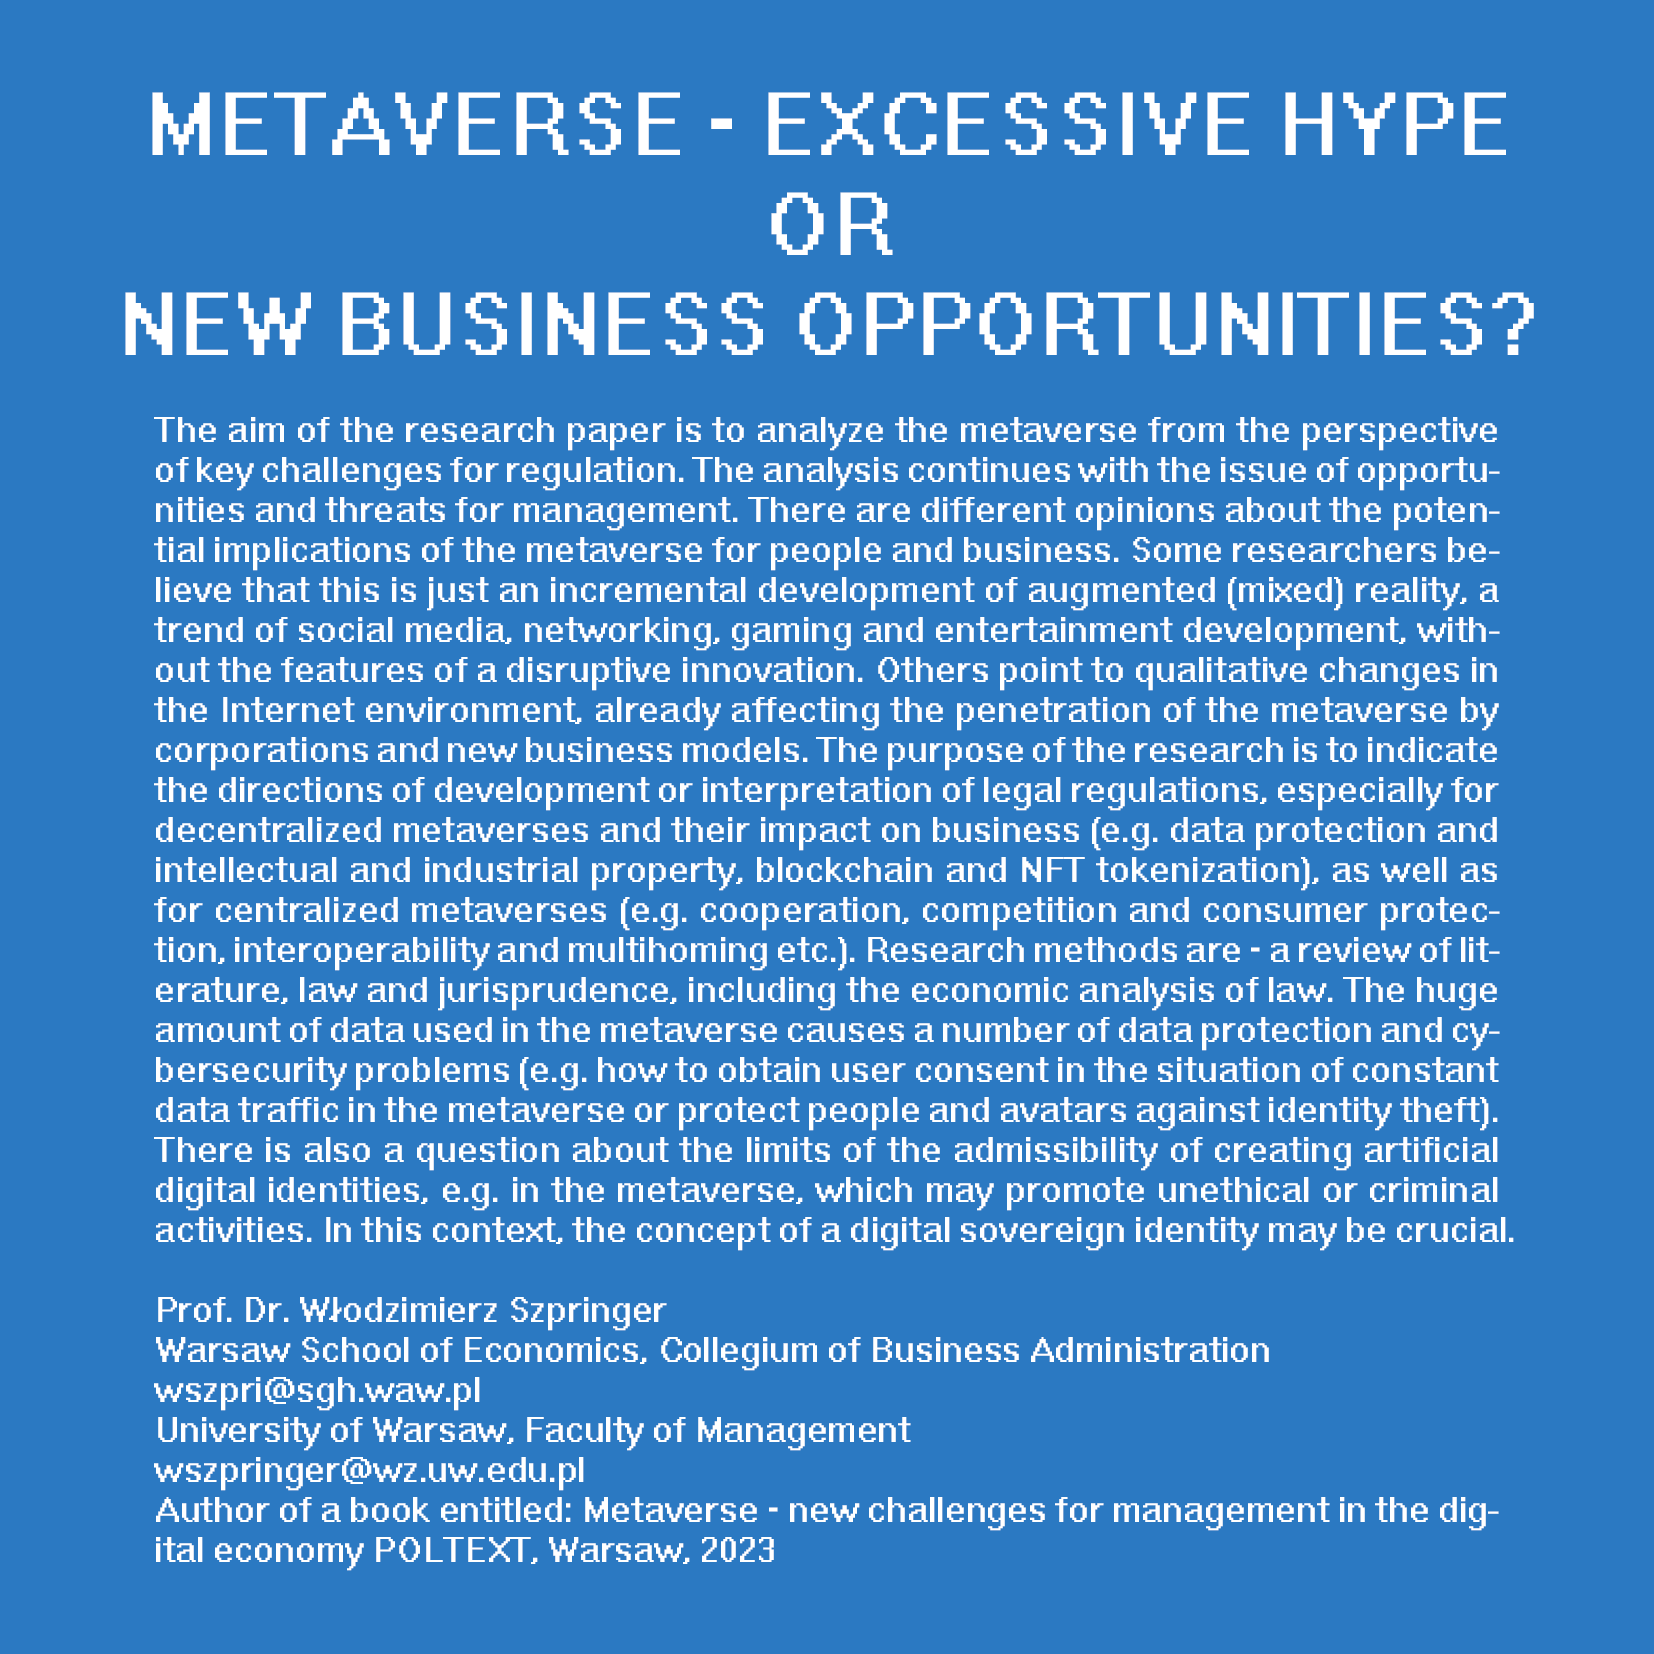 METAVERSE - EXCESSIVE HYPE
OR
NEW BUSINESS OPPORTUNITIES?
The aim of the research paper is to analyze the metaverse from the perspective
of key challenges for regulation. The analysis continues with the issue of opportu-
nities and threats for management. There are different opinions about the poten-
tial implications of the metaverse for people and business. Some researchers be-
lieve that this is just an incremental development of augmented (mixed) reality, a
trend of social media, networking, gaming and entertainment development, with-
out the features of a disruptive innovation. Others point to qualitative changes in
the Internet environment, already affecting the penetration of the metaverse by
corporations and new business models. The purpose of the research is to indicate
the directions of development or interpretation of legal regulations, especially for
decentralized metaverses and their impact on business (e.g. data protection and
intellectual and industrial property, blockchain and NFT tokenization), as well as
for centralized metaverses (e.g. cooperation, competition and consumer protec-
tion, interoperability and multihoming etc.). Research methods are - a review of lit-
erature, law and jurisprudence, including the economic analysis of law. The huge
amount of data used in the metaverse causes a number of data protection and cy-
bersecurity problems (e.g. how to obtain user consent in the situation of constant
data traffic in the metaverse or protect people and avatars against identity theft).
There is also a question about the limits of the admissibility of creating artificial
digital identities, e.g. in the metaverse, which may promote unethical or criminal
activities. In this context, the concept of a digital sovereign identity may be crucial.
Prof. Dr. Włodzimierz Szpringer
Warsaw School of Economics, Collegium of Business Administration
wszpri@sgh.waw.pl
University of Warsaw, Faculty of Management
wszpringer@wz.uw.edu.pl
Author of a book entitled: Metaverse - new challenges for management in the dig-
ital economy POLTEXT, Warsaw, 2023